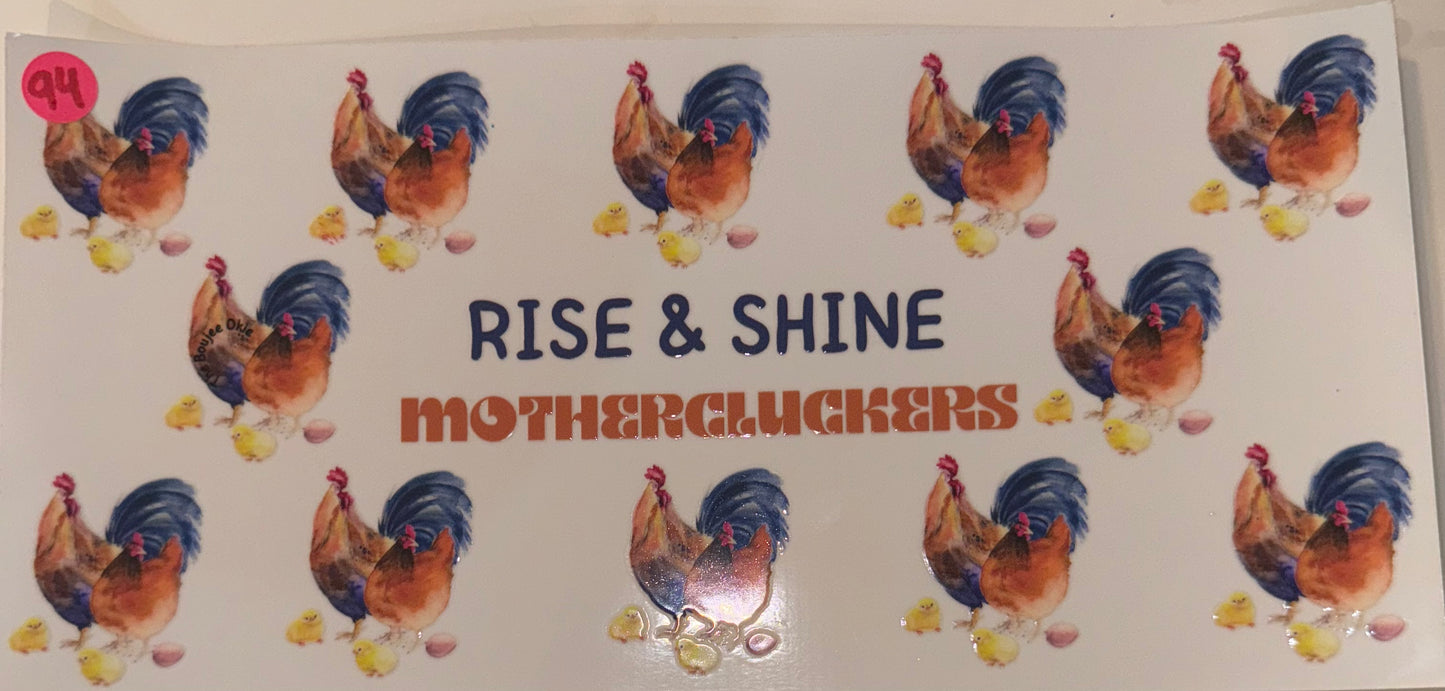 94
RISE & SHINE
The Boujee Okie
MOTHERCLUCKERS